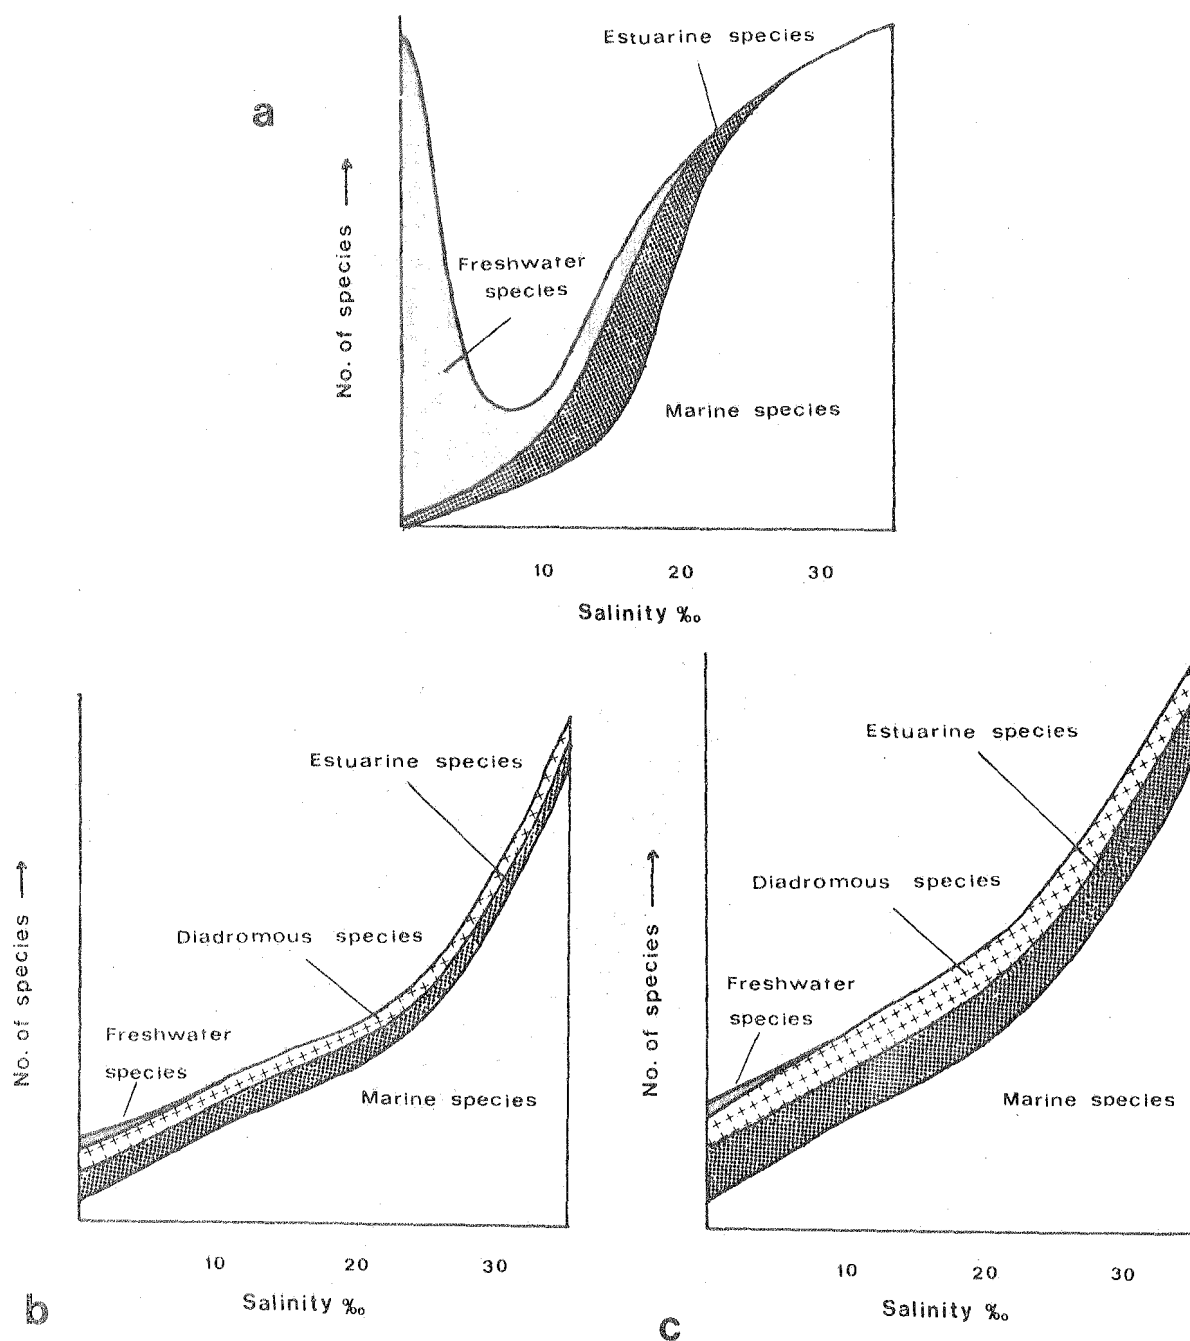 Estuarine species
a
No. of species
Freshwater
species
Marine species
10 20 30
Salinity ‰
Estuarine species
Diadromous species
Freshwater
species
Marine species
No. of species
10 20 30
Salinity ‰
b
Estuarine species
Diadromous species
Freshwater
species
Marine species
No. of species
10 20 30
Salinity ‰
c